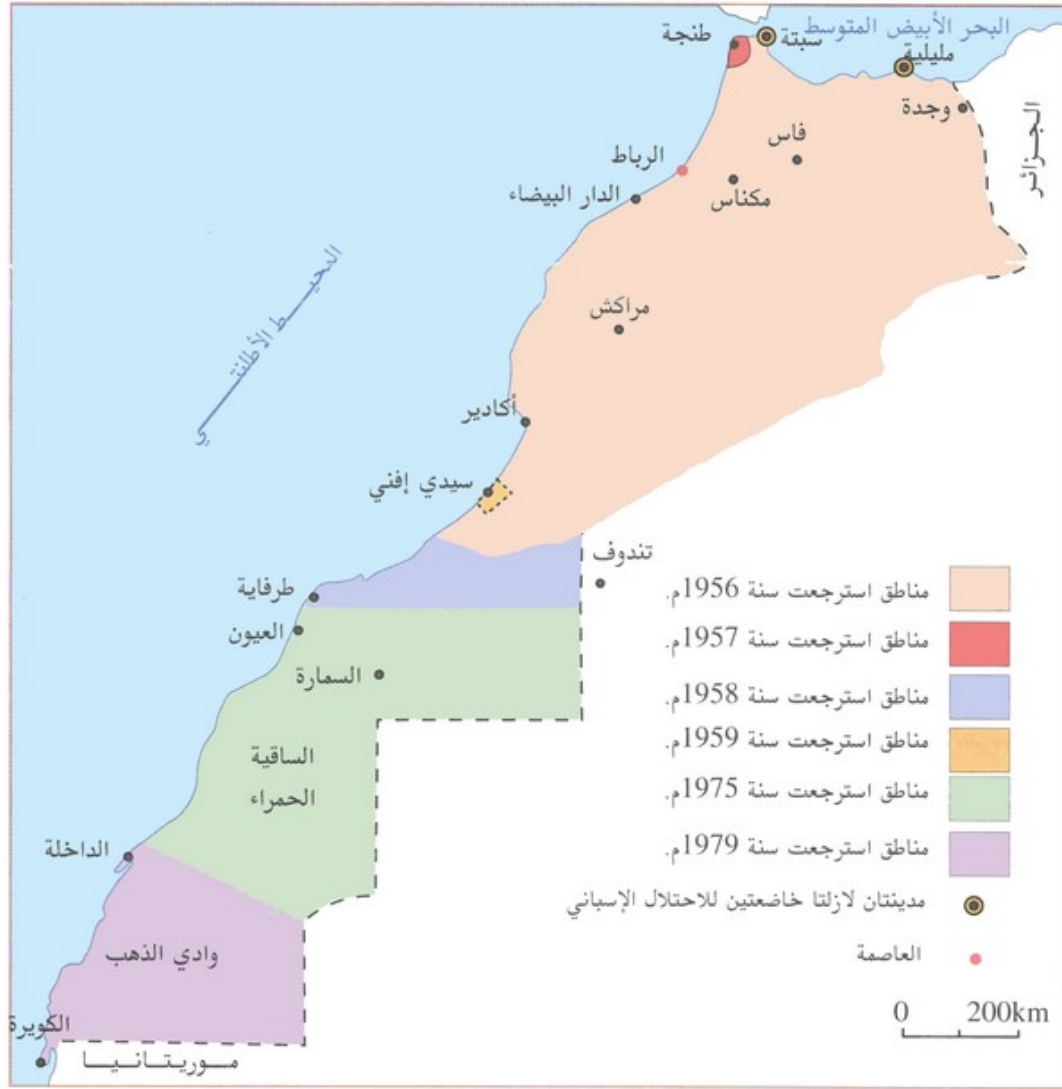 البحر الأبيض المتوسط
طنجة
سبتة
مليلية
وجدة
الجزائر
فاس
الرباط
مكناس
الدار البيضاء
المحيط الأطلنتي
مراكش
أكادير
سيدي إفني
تندوف
طرفاية
العيون
السمارة
الساقية
الحمراء
الداخلة
وادي الذهب
الكويرة
موريتانيا
مناطق استرجعت سنة 1956م.
مناطق استرجعت سنة 1957م.
مناطق استرجعت سنة 1958م.
مناطق استرجعت سنة 1959م.
مناطق استرجعت سنة 1975م.
مناطق استرجعت سنة 1979م.
مدينتان لازلتا خاضعتين للاحتلال الإسباني
العاصمة
0 200km